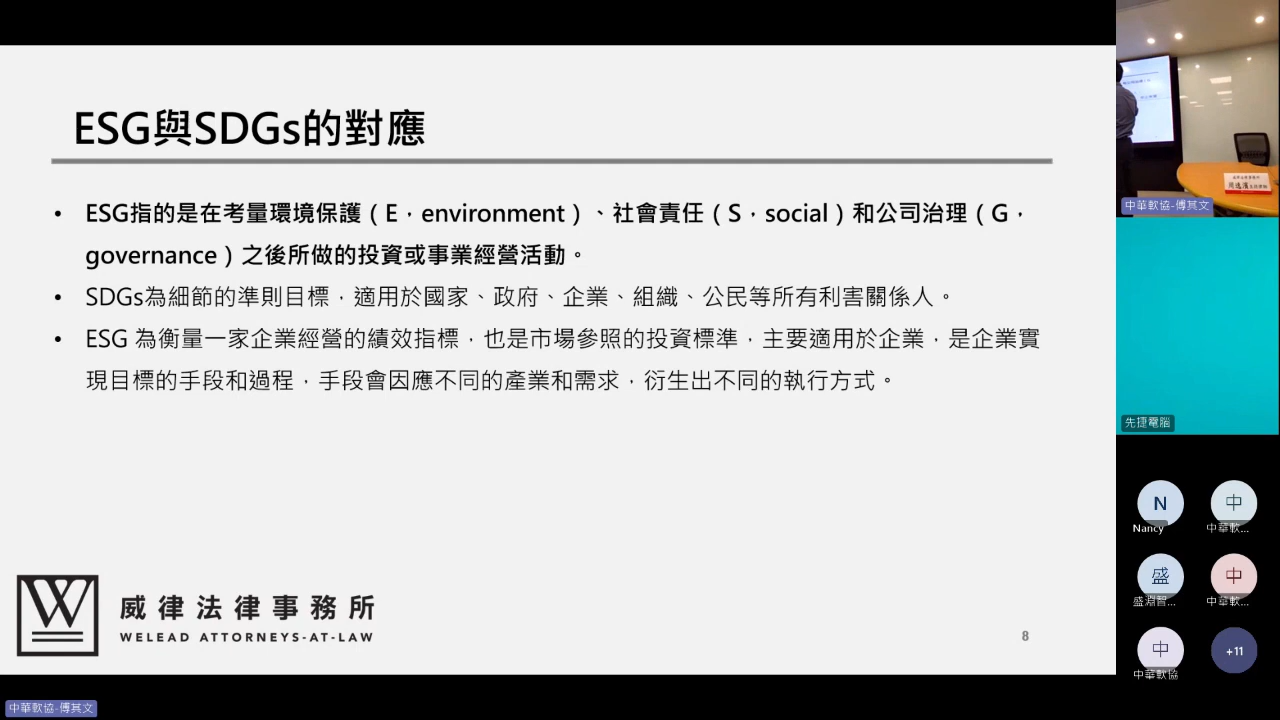 ESG與SDGs的對應
• ESG指的是在考量環境保護（E，environment）、社會責任（S，social）和公司治理（G，
governance）之後所做的投資或事業經營活動。
• SDGs為細節的準則目標，適用於國家、政府、企業、組織、公民等所有利害關係人。
• ESG 為衡量一家企業經營的績效指標，也是市場參照的投資標準，主要適用於企業，是企業實
現目標的手段和過程，手段會因應不同的產業和需求，衍生出不同的執行方式。
W
威律法律事務所
WELEAD ATTORNEYS-AT-LAW
8
中華軟協-傅其文
中華軟協-傅其文
先捷電腦
N
Nancy
中
中華軟...
盛
盛淵智...
中
中華軟...
中
中華軟協
+11